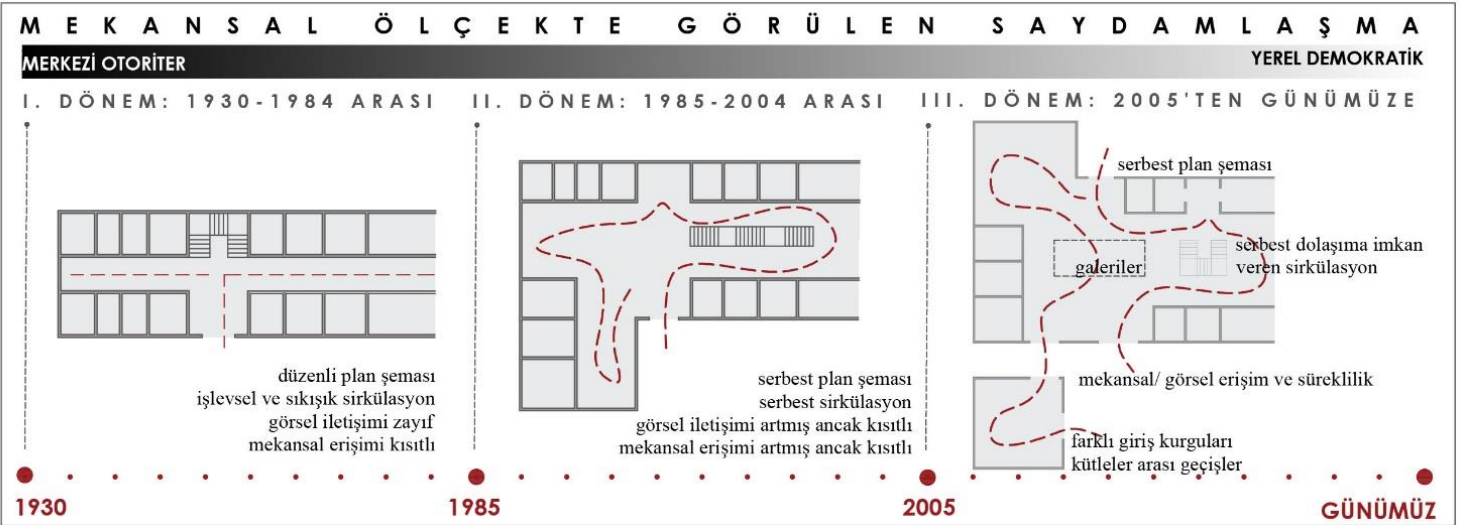 MEKANSAL ÖLÇEKTE GÖRÜLEN SAYDAMLAŞMA
MERKEZİ OTORİTER
YEREL DEMOKRATİK
I. DÖNEM: 1930-1984 ARASI
II. DÖNEM: 1985-2004 ARASI
III. DÖNEM: 2005'TEN GÜNÜMÜZE
düzenli plan şeması
işlevsel ve sıkışık sirkülasyon
görsel iletişimi zayıf
mekansal erişimi kısıtlı
serbest plan şeması
serbest sirkülasyon
görsel iletişimi artmış ancak kısıtlı
mekansal erişimi artmış ancak kısıtlı
serbest plan şeması
serbest dolaşıma imkan
veren sirkülasyon
galeriler
mekansal/ görsel erişim ve süreklilik
farklı giriş kurguları
kütleler arası geçişler
1930
1985
2005
GÜNÜMÜZ